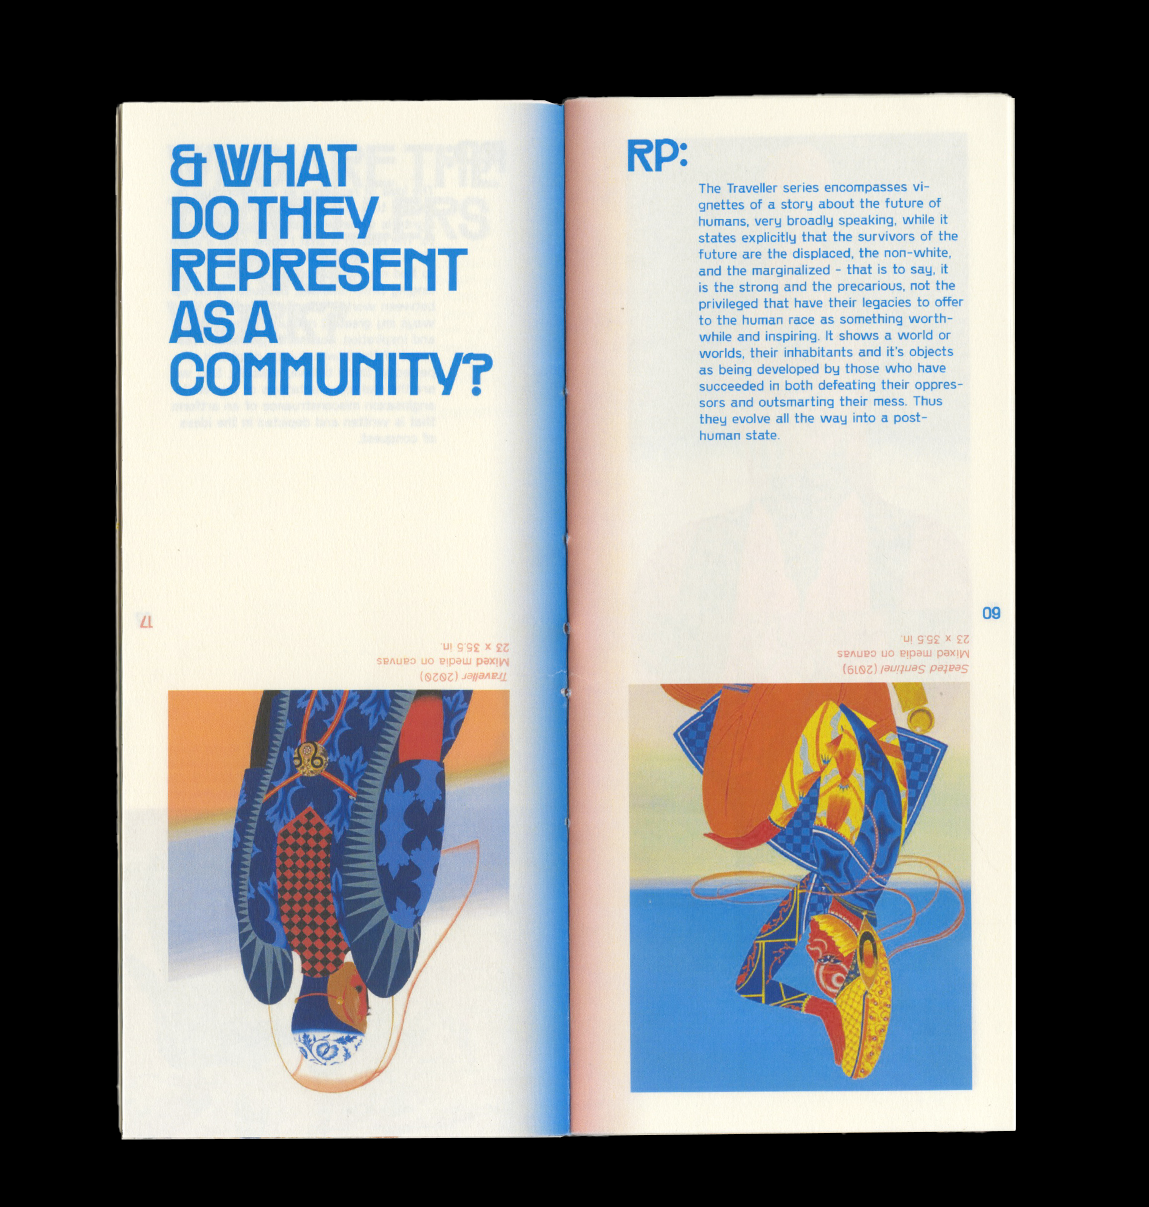 & WHAT
DO THEY
REPRESENT
AS A
COMMUNITY?
17
Traveller (2020)
Mixed media on canvas
23 x 35.5 in.
RP:
The Traveller series encompasses vi-
gnettes of a story about the future of
humans, very broadly speaking, while it
states explicitly that the survivors of the
future are the displaced, the non-white,
and the marginalized - that is to say, it
is the strong and the precarious, not the
privileged that have their legacies to offer
to the human race as something worth-
while and inspiring. It shows a world or
worlds, their inhabitants and it's objects
as being developed by those who have
succeeded in both defeating their oppres-
sors and outsmarting their mess. Thus
they evolve all the way into a post-
human state.
09
Seated Sentinel (2019)
Mixed media on canvas
23 x 35.5 in.